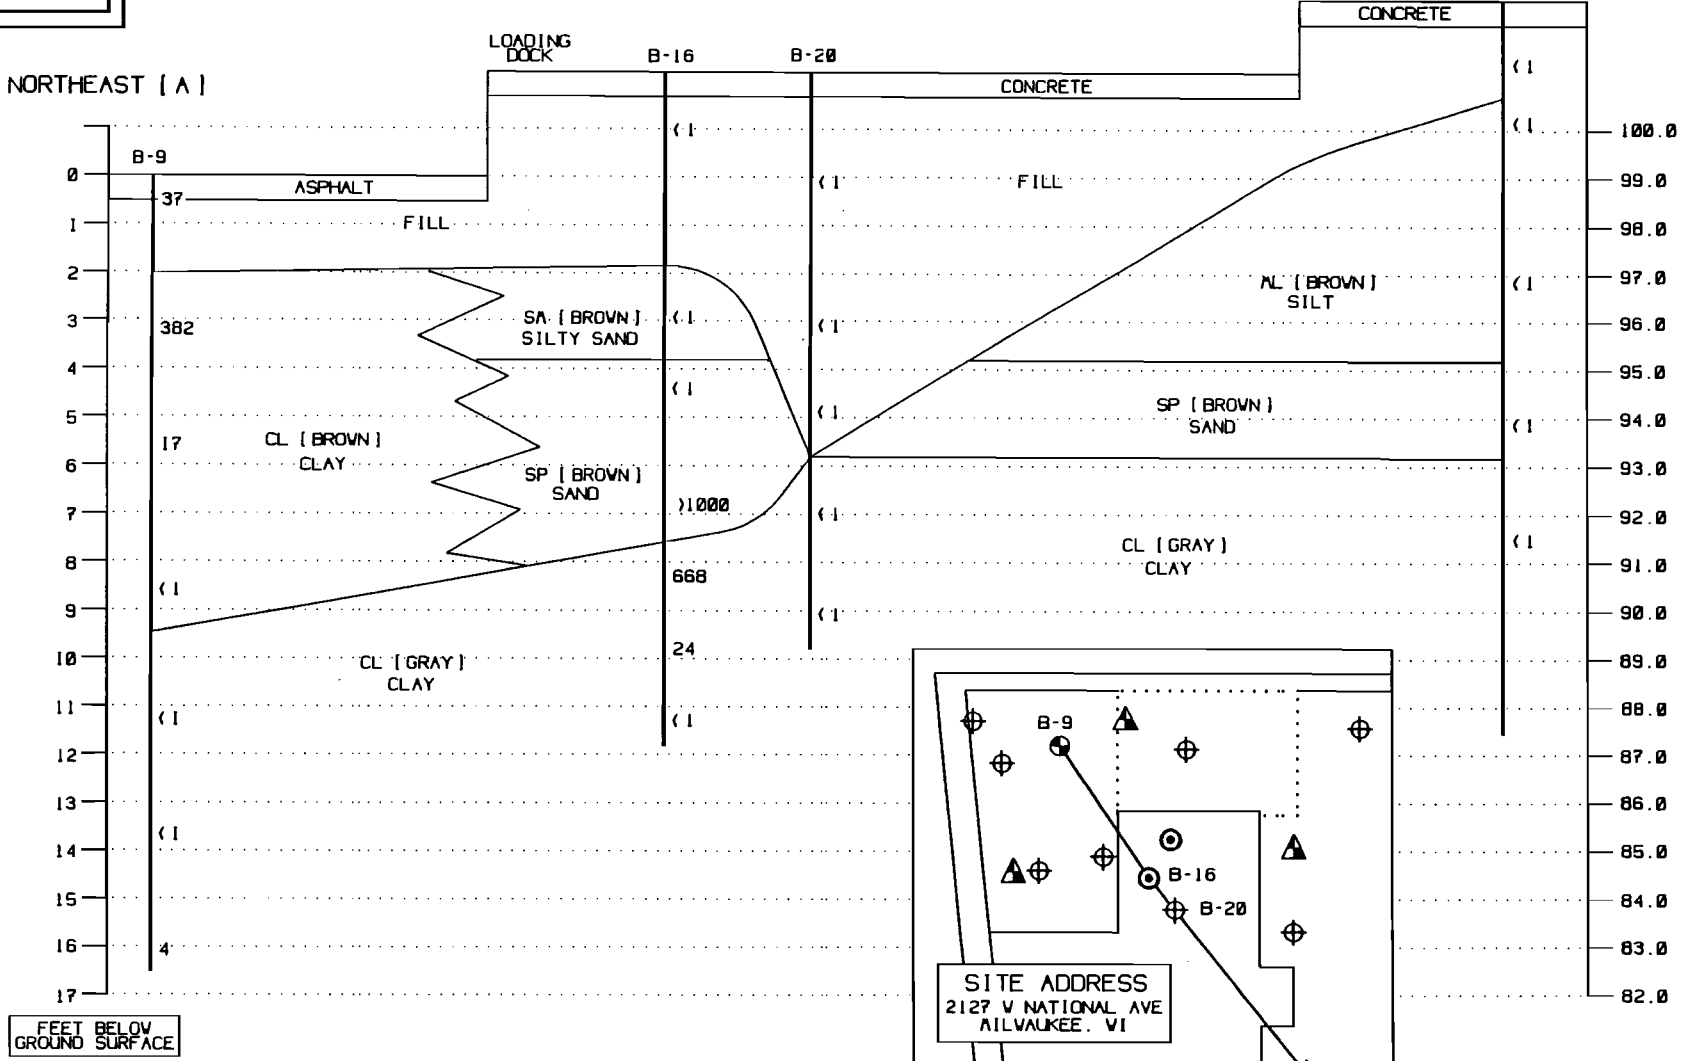 NORTHEAST [A]
LOADING
DOCK
B-16
B-20
CONCRETE
CONCRETE
B-9
ASPHALT
37
FILL
FILL
<1
<1
<1
<1
382
SM [BROWN]
SILTY SAND
<1
<1
ML [BROWN]
SILT
<1
<1
<1
SP [BROWN]
SAND
<1
17
CL [BROWN]
CLAY
SP [BROWN]
SAND
>1000
<1
CL [GRAY]
CLAY
<1
<1
668
<1
24
CL [GRAY]
CLAY
<1
<1
<1
4
0
1
2
3
4
5
6
7
8
9
10
11
12
13
14
15
16
17
FEET BELOW
GROUND SURFACE
100.0
99.0
98.0
97.0
96.0
95.0
94.0
93.0
92.0
91.0
90.0
89.0
88.0
87.0
86.0
85.0
84.0
83.0
82.0
B-9
B-16
B-20
SITE ADDRESS
2127 W NATIONAL AVE
MILWAUKEE. WI